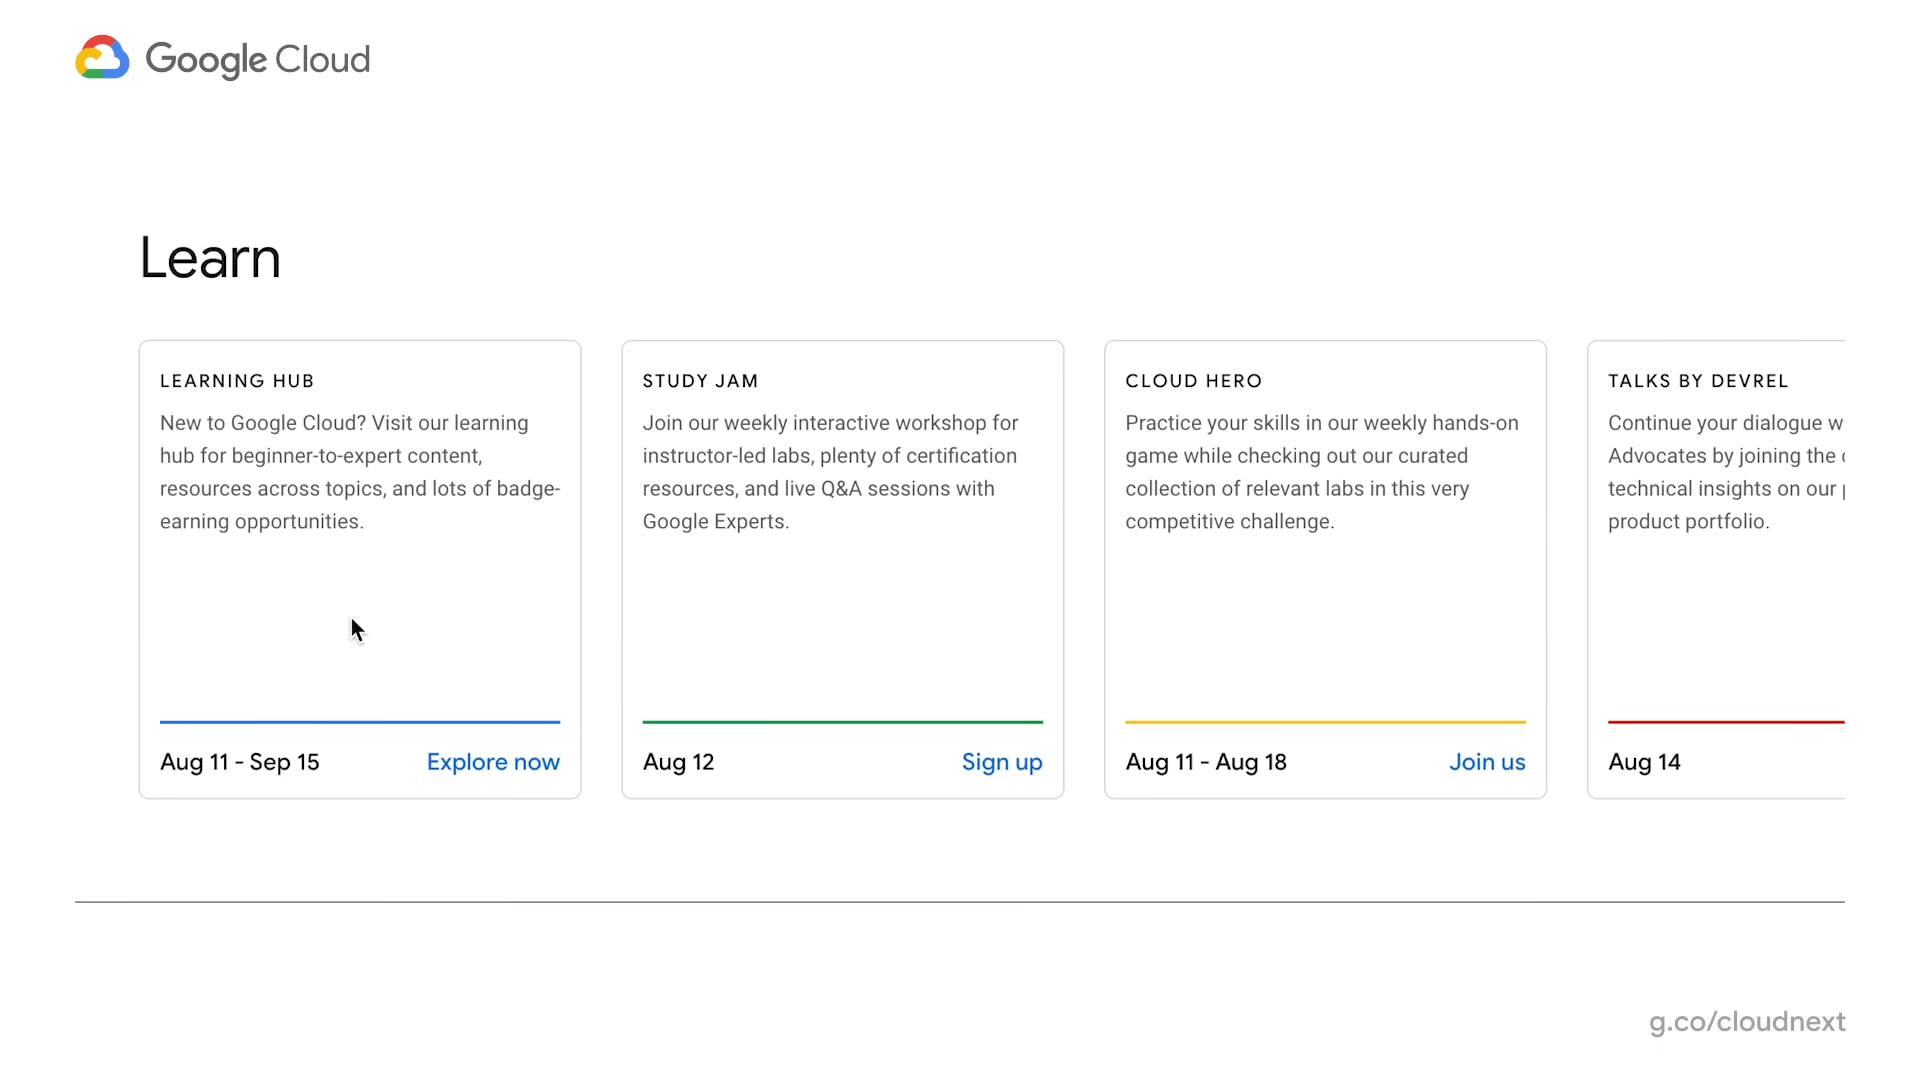 Google Cloud
Learn
LEARNING HUB
New to Google Cloud? Visit our learning
hub for beginner-to-expert content,
resources across topics, and lots of badge-
earning opportunities.
Aug 11 - Sep 15
Explore now
STUDY JAM
Join our weekly interactive workshop for
instructor-led labs, plenty of certification
resources, and live Q&A sessions with
Google Experts.
Aug 12
Sign up
CLOUD HERO
Practice your skills in our weekly hands-on
game while checking out our curated
collection of relevant labs in this very
competitive challenge.
Aug 11 - Aug 18
Join us
TALKS BY DEVREL
Continue your dialogue
Advocates by joining the
technical insights on our
product portfolio.
Aug 14
g.co/cloudnext